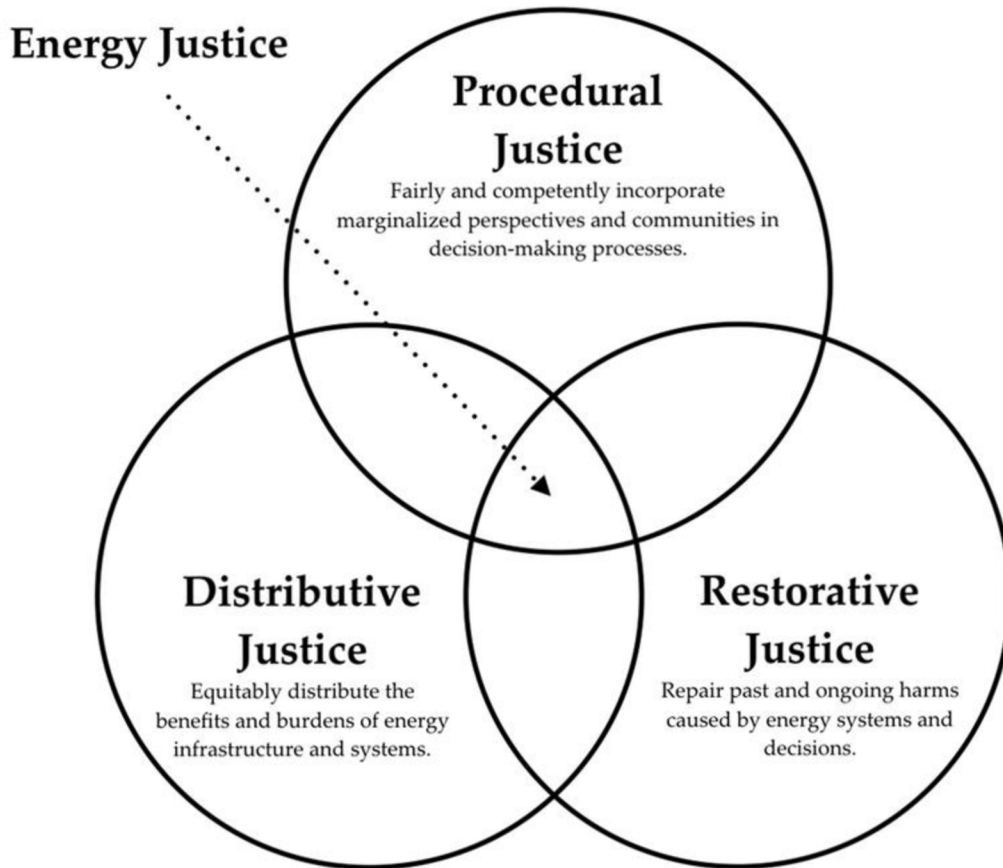 Energy Justice
Procedural
Justice
Fairly and competently incorporate
marginalized perspectives and communities in
decision-making processes.
Distributive
Justice
Equitably distribute the
benefits and burdens of energy
infrastructure and systems.
Restorative
Justice
Repair past and ongoing harms
caused by energy systems and
decisions.